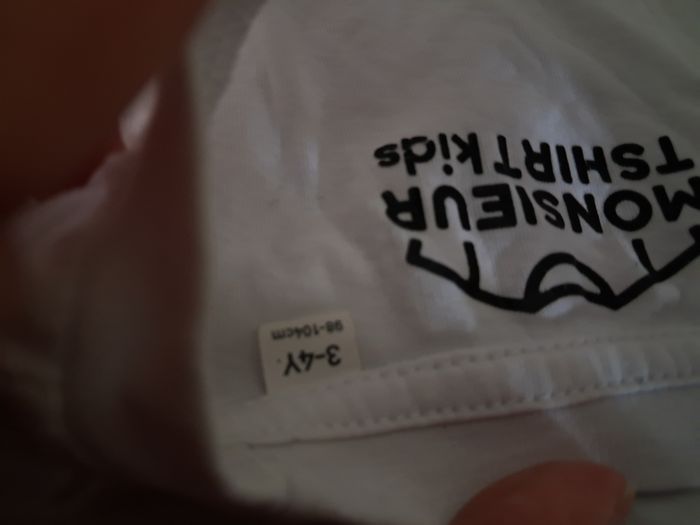 MONSIEUR
TSHIRT kids
3-4Y.
98-104cm